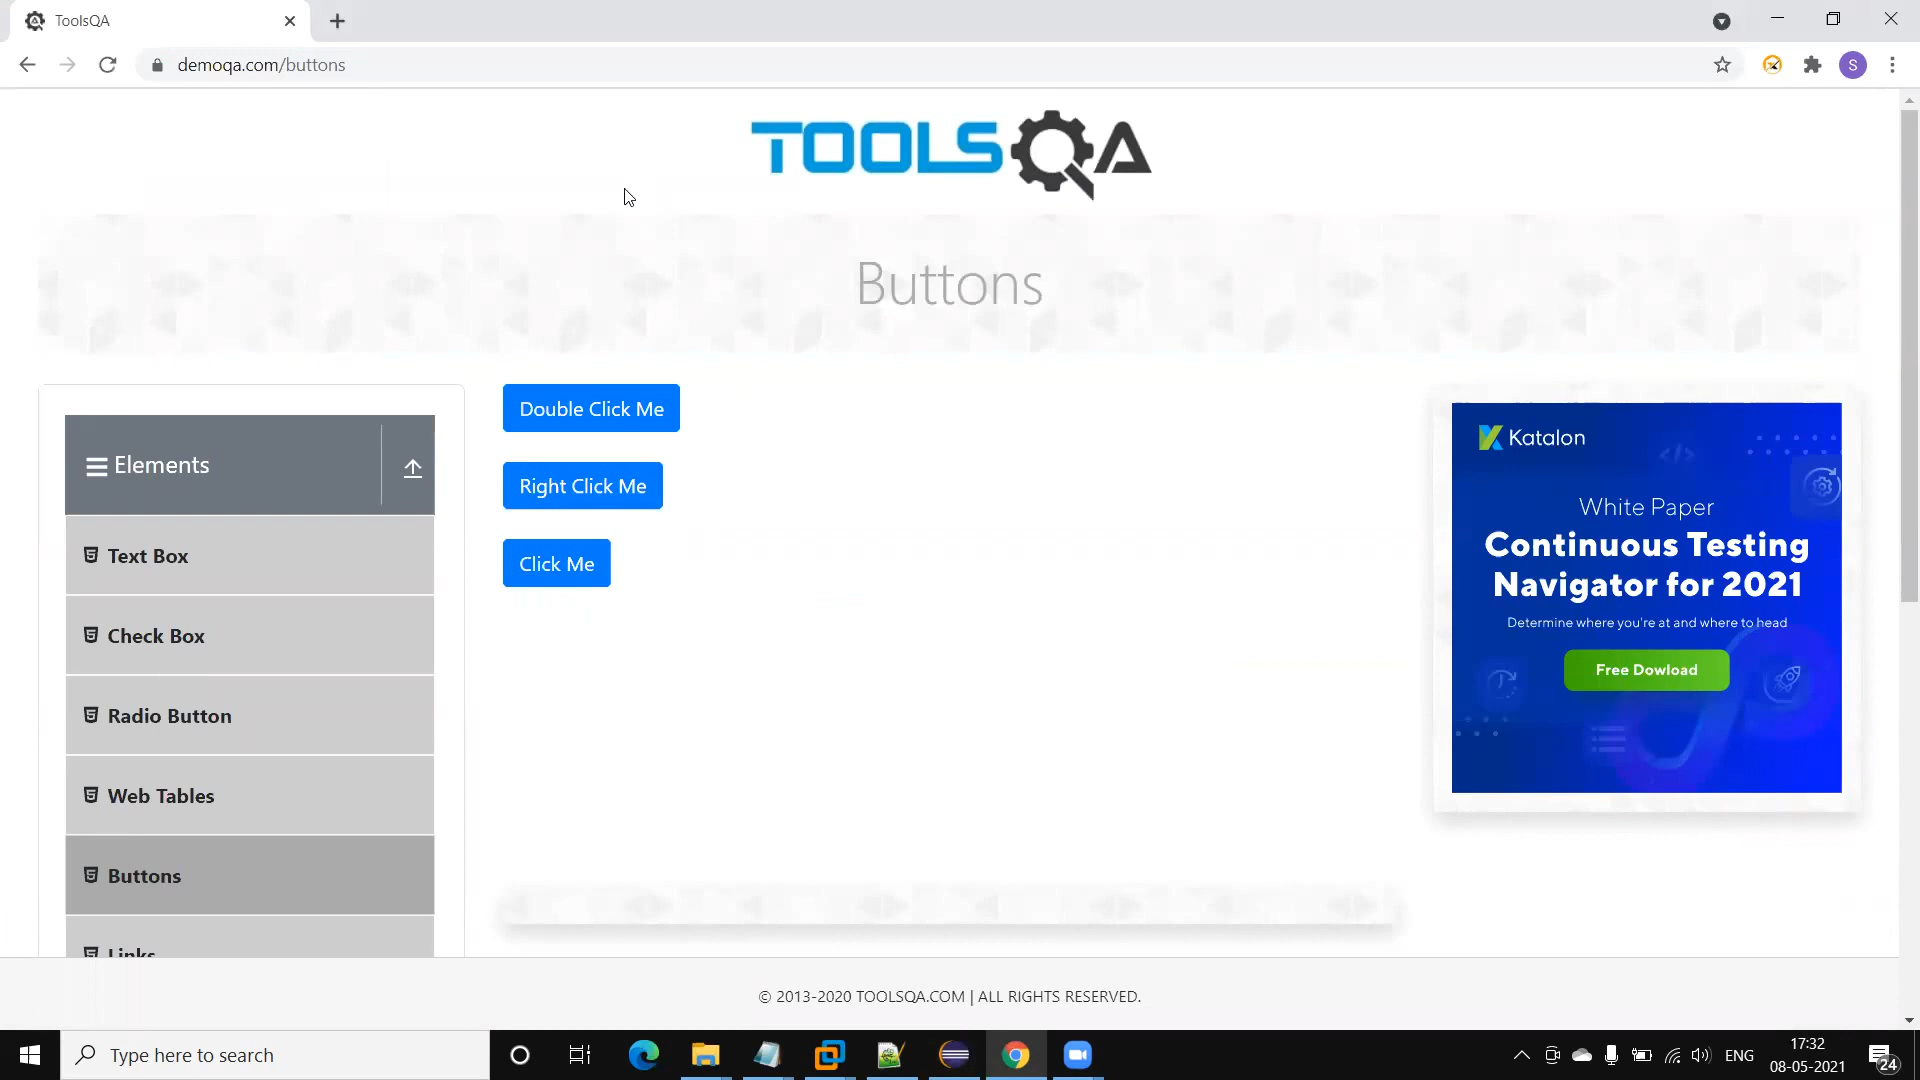 ToolsQA
demoqa.com/buttons
S
TOOLSQA
Buttons
Double Click Me
Right Click Me
Click Me
Elements
Text Box
Check Box
Radio Button
Web Tables
Buttons
Links
Katalon
White Paper
Continuous Testing
Navigator for 2021
Determine where you're at and where to head
Free Dowload
© 2013-2020 TOOLSQA.COM | ALL RIGHTS RESERVED.
Type here to search
ENG
17:32
08-05-2021
24